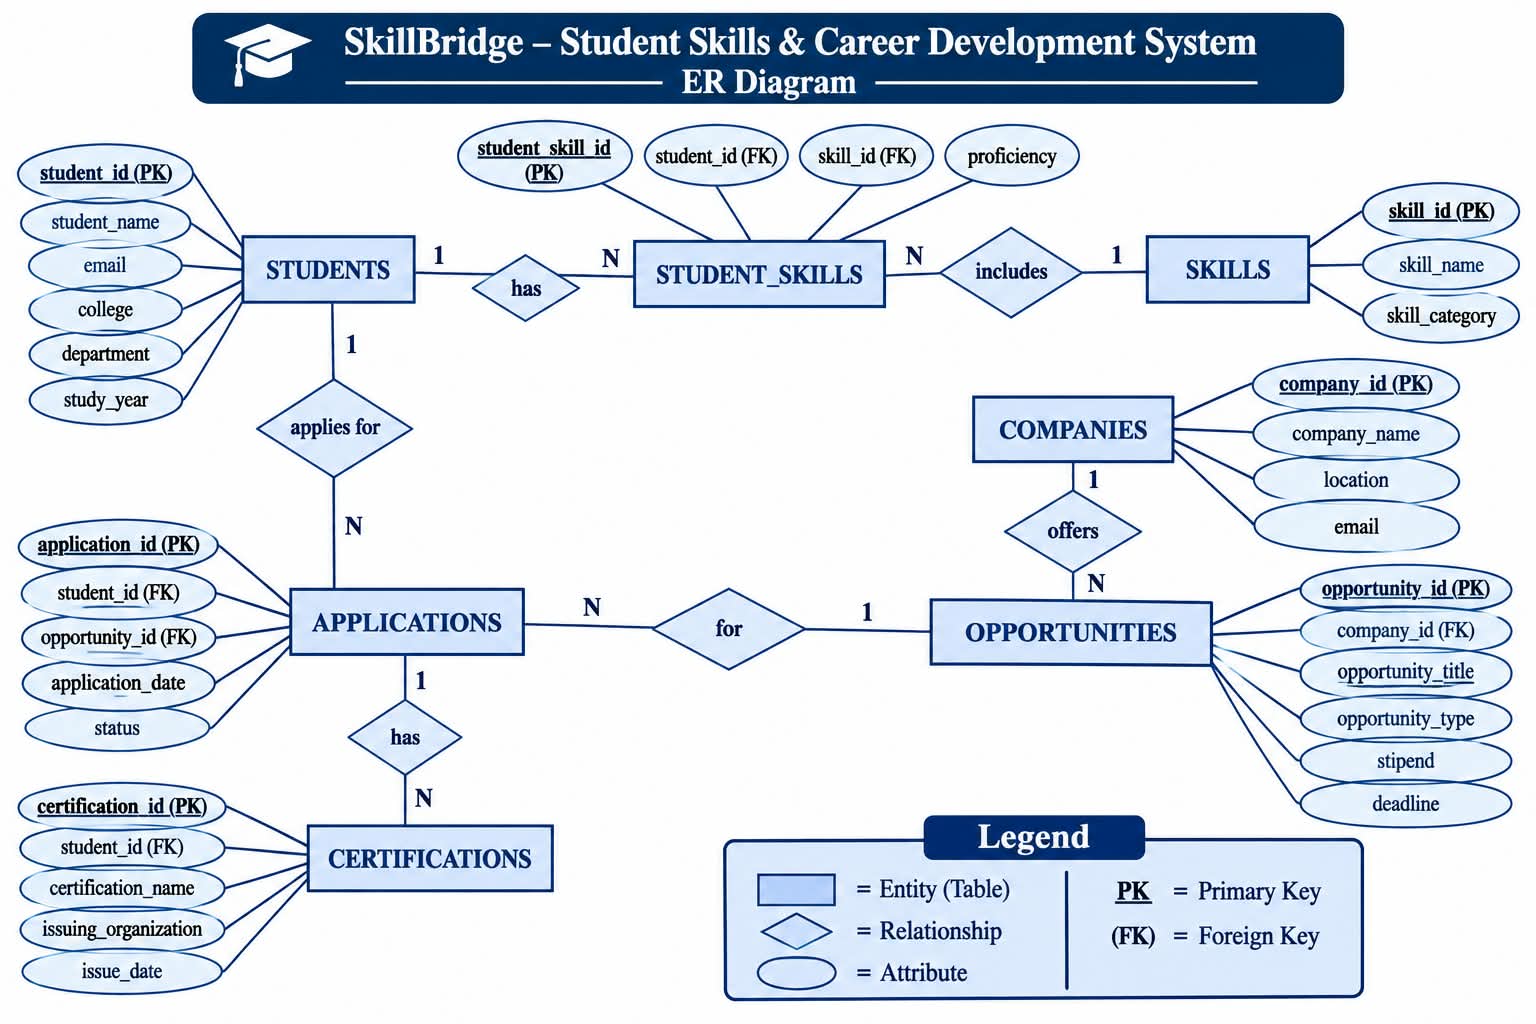 SkillBridge – Student Skills & Career Development System
ER Diagram
student_id (PK)
student_name
email
college
department
study_year
STUDENTS
1
has
N
student_skill_id
(PK)
student_id (FK)
skill_id (FK)
proficiency
STUDENT_SKILLS
N
includes
1
SKILLS
skill_id (PK)
skill_name
skill_category
1
applies for
N
COMPANIES
company_id (PK)
company_name
location
email
1
offers
N
application_id (PK)
student_id (FK)
opportunity_id (FK)
application_date
status
APPLICATIONS
N
for
1
OPPORTUNITIES
opportunity_id (PK)
company_id (FK)
opportunity_title
opportunity_type
stipend
deadline
1
has
N
certification_id (PK)
student_id (FK)
certification_name
issuing_organization
issue_date
CERTIFICATIONS
Legend
= Entity (Table)
= Relationship
= Attribute
PK = Primary Key
(FK) = Foreign Key